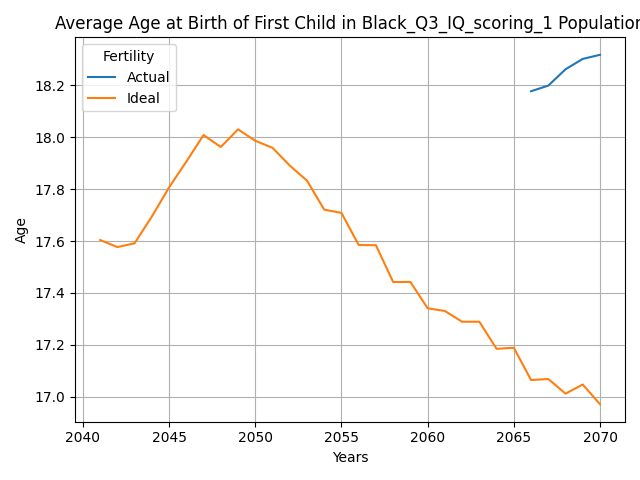 Average Age at Birth of First Child in Black_Q3_IQ_scoring_1 Population
Fertility
Actual
Ideal
18.2
18.0
17.8
17.6
17.4
17.2
17.0
Age
2040 2045 2050 2055 2060 2065 2070
Years